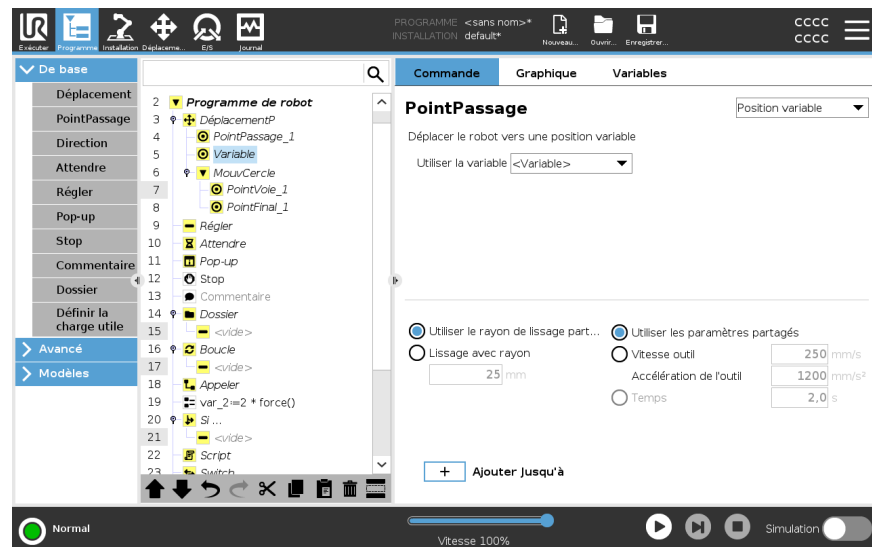 PROGRAMME <sans nom>*
INSTALLATION default*
Exécuter Programme Installation Déplaceme... E/S Journal
Nouveau... Ouvrir... Enregistrer...
CCCC
CCCC
De base
Déplacement
PointPassage
Direction
Attendre
Régler
Pop-up
Stop
Commentaire
Dossier
Définir la
charge utile
Avancé
Modèles
2 Programme de robot
3 DéplacementP
4 PointPassage_1
5 Variable
6 MouvCercle
7 PointVoie_1
8 PointFinal_1
9 Régler
10 Attendre
11 Pop-up
12 Stop
13 Commentaire
14 Dossier
15 <vide>
16 Boucle
17 <vide>
18 Appeler
19 var_2:=2 * force()
20 Si ...
21 <vide>
22 Script
23 Switch
Commande Graphique Variables
PointPassage
Position variable
Déplacer le robot vers une position variable
Utiliser la variable <Variable>
Utiliser le rayon de lissage part...
Lissage avec rayon
25 mm
Utiliser les paramètres partagés
Vitesse outil 250 mm/s
Accélération de l'outil 1200 mm/s²
Temps 2,0 s
+ Ajouter Jusqu'à
Normal
Vitesse 100%
Simulation